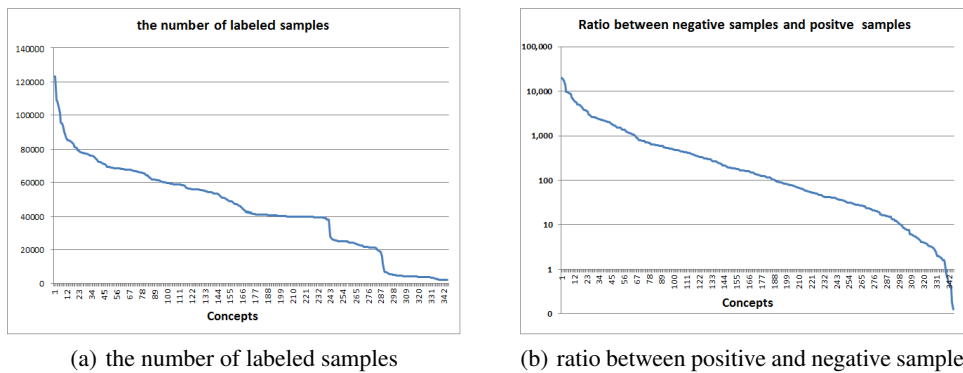 the number of labeled samples
140000
120000
100000
80000
60000
40000
20000
0
1 12 23 34 45 56 67 78 89 100 111 122 133 144 155 166 177 188 199 210 221 232 243 254 265 276 287 298 309 320 331 342
Concepts
(a) the number of labeled samples
Ratio between negative samples and positve samples
100,000
10,000
1,000
100
10
1
0
1 12 23 34 45 56 67 78 89 100 111 122 133 144 155 166 177 188 199 210 221 232 243 254 265 276 287 298 309 320 331 342
Concepts
(b) ratio between positive and negative sample